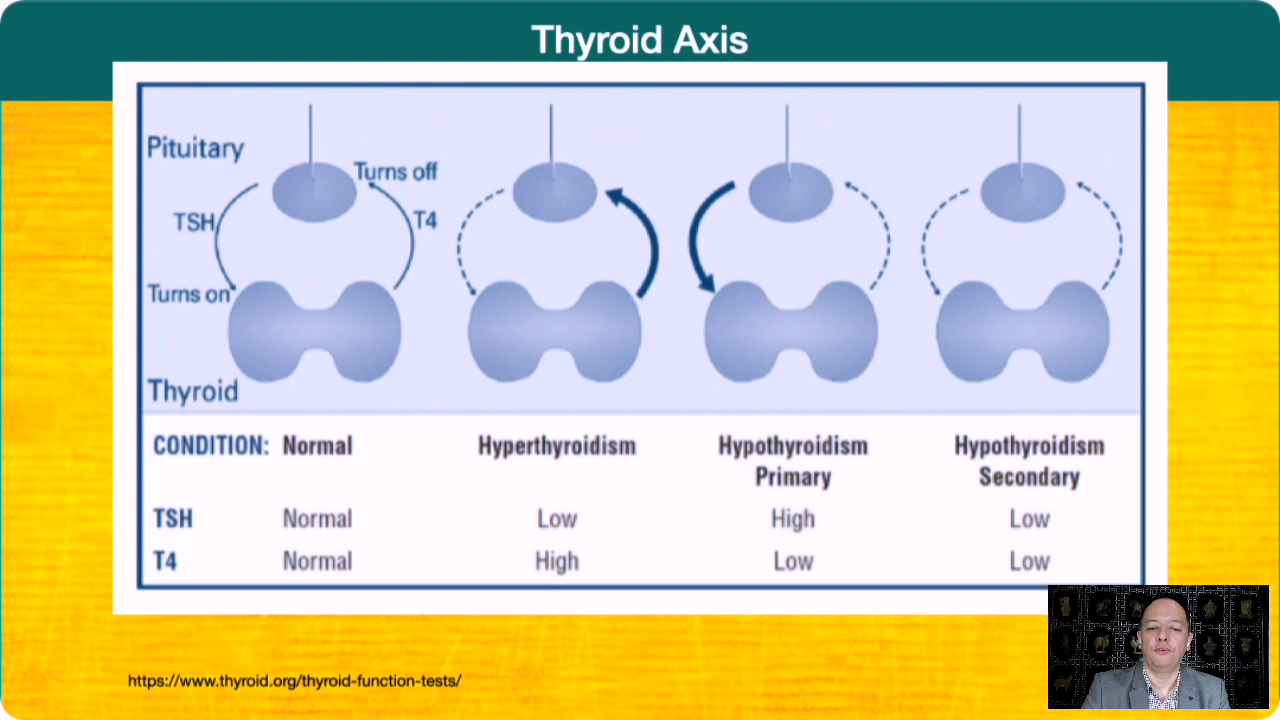 Thyroid Axis
Pituitary
Turns off
TSH
T4
Turns on
Thyroid
CONDITION: Normal Hyperthyroidism Hypothyroidism Primary Hypothyroidism Secondary
TSH Normal Low High Low
T4 Normal High Low Low
https://www.thyroid.org/thyroid-function-tests/